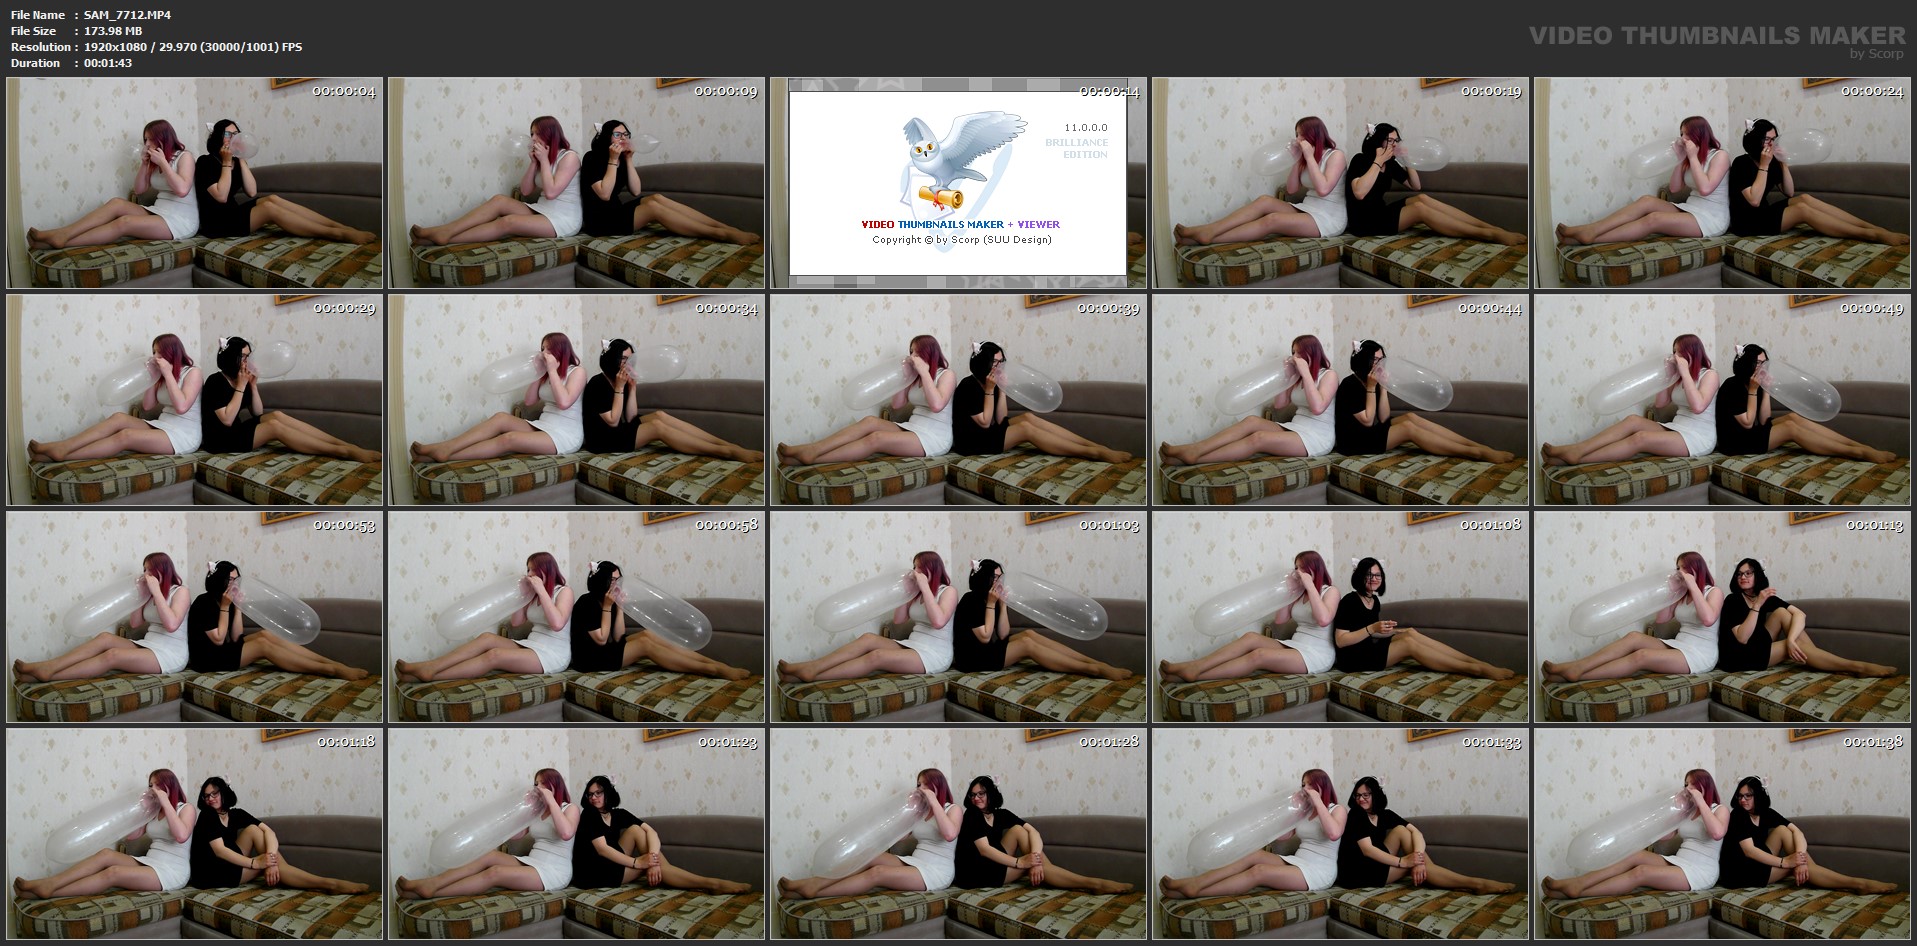 File Name : SAM_7712.MP4
File Size : 173.98 MB
Resolution : 1920x1080 / 29.970 (30000/1001) FPS
Duration : 00:01:43
VIDEO THUMBNAILS MAKER
by Scorp
00:00:04
00:00:09
00:00:14
11.0.0.0
BRILLIANCE
EDITION
VIDEO THUMBNAILS MAKER + VIEWER
Copyright © by Scorp (SUU Design)
00:00:19
00:00:24
00:00:29
00:00:34
00:00:39
00:00:44
00:00:49
00:00:53
00:00:58
00:01:03
00:01:08
00:01:13
00:01:18
00:01:23
00:01:28
00:01:33
00:01:38